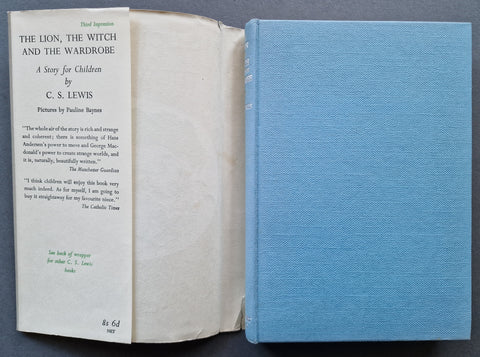 Third Impression
THE LION, THE WITCH
AND THE WARDROBE
A Story for Children
by
C. S. LEWIS
Pictures by Pauline Baynes
"The whole air of the story is rich and strange
and coherent; there is something of Hans
Andersen's power to move and George Mac-
donald's power to create strange worlds, and
it is, naturally, beautifully written."
The Manchester Guardian
"I think children will enjoy this book very
much indeed. As for myself, I am going to
buy it straightaway for my favourite niece."
The Catholic Times
See back of wrapper
for other C. S. Lewis
books
8s 6d
NET